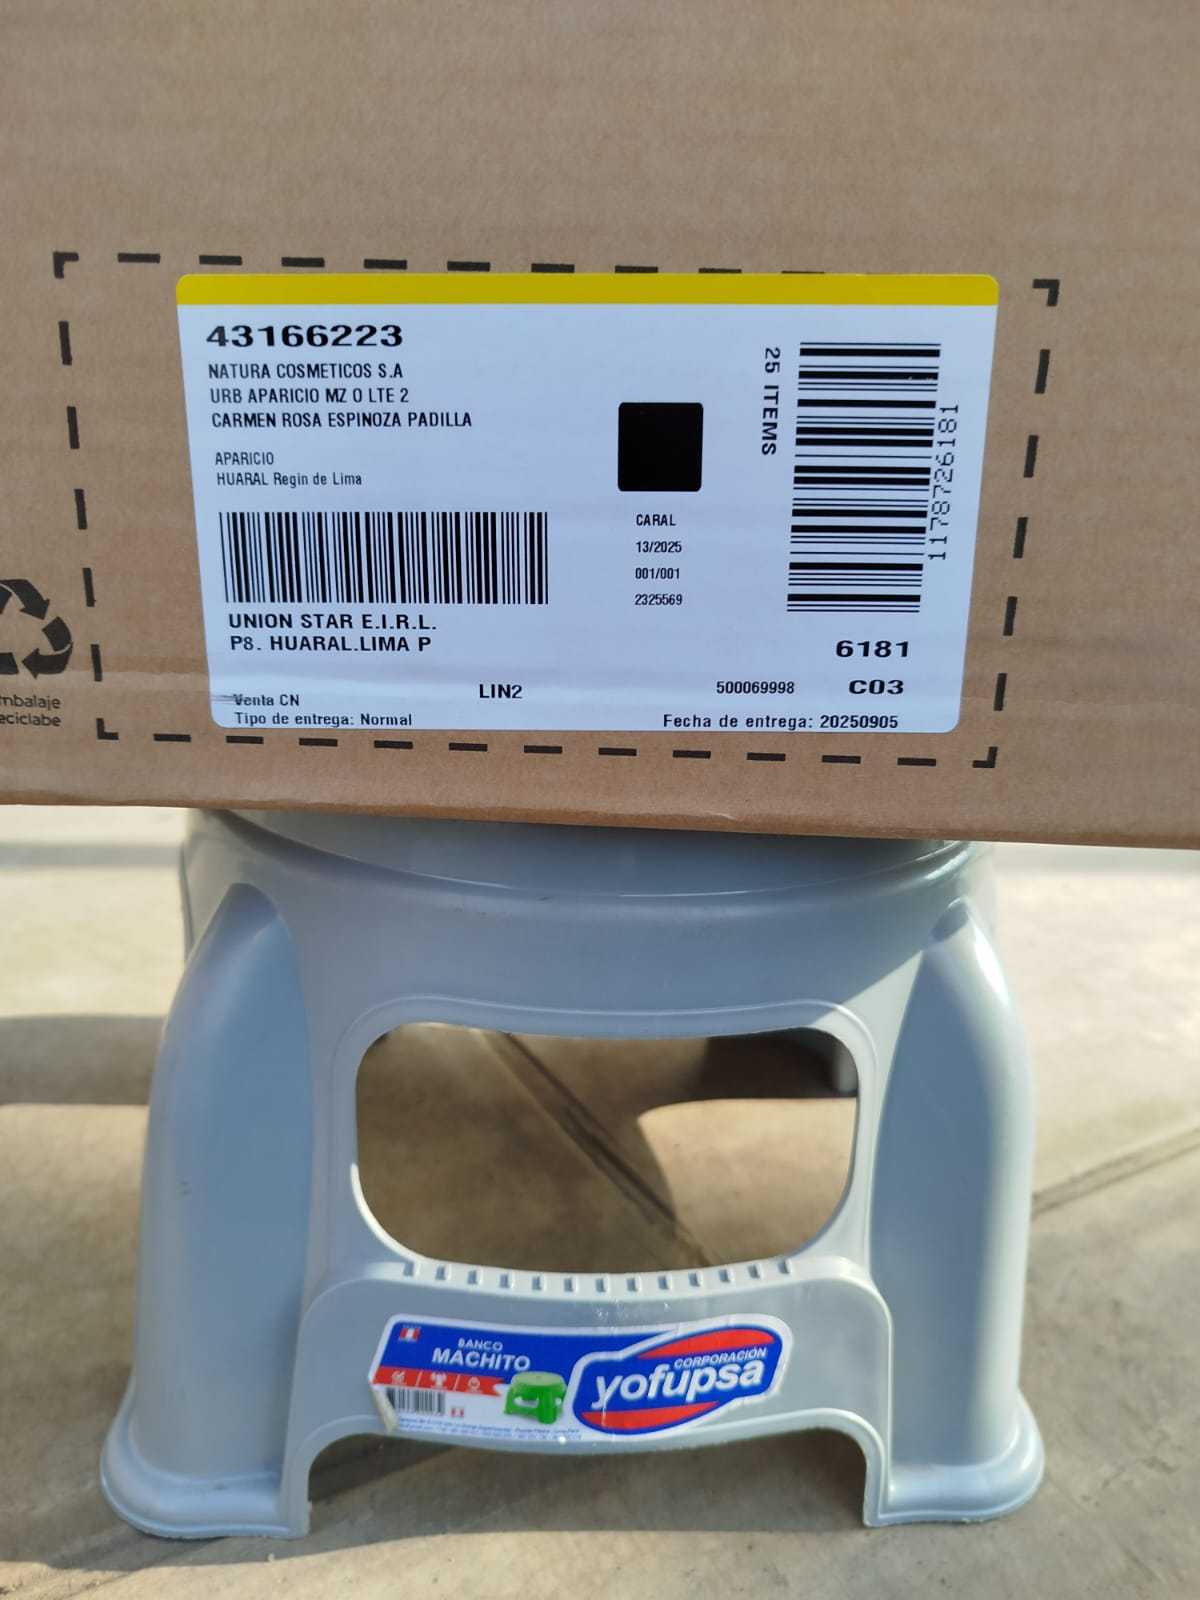 43166223
NATURA COSMETICOS S.A
URB APARICIO MZ O LTE 2
CARMEN ROSA ESPINOZA PADILLA
APARICIO
HUARAL Regin de Lima
25 ITEMS
117872618​1
CARAL
13/2025
001/001
2325569
UNION STAR E.I.R.L.
P8. HUARAL.LIMA P
6181
LIN2
500069998
C03
Venta CN
Tipo de entrega: Normal
Fecha de entrega: 20250905
mbalaje
eciclabe
BANCO
MACHITO
CORPORACIÓN
yofupsa